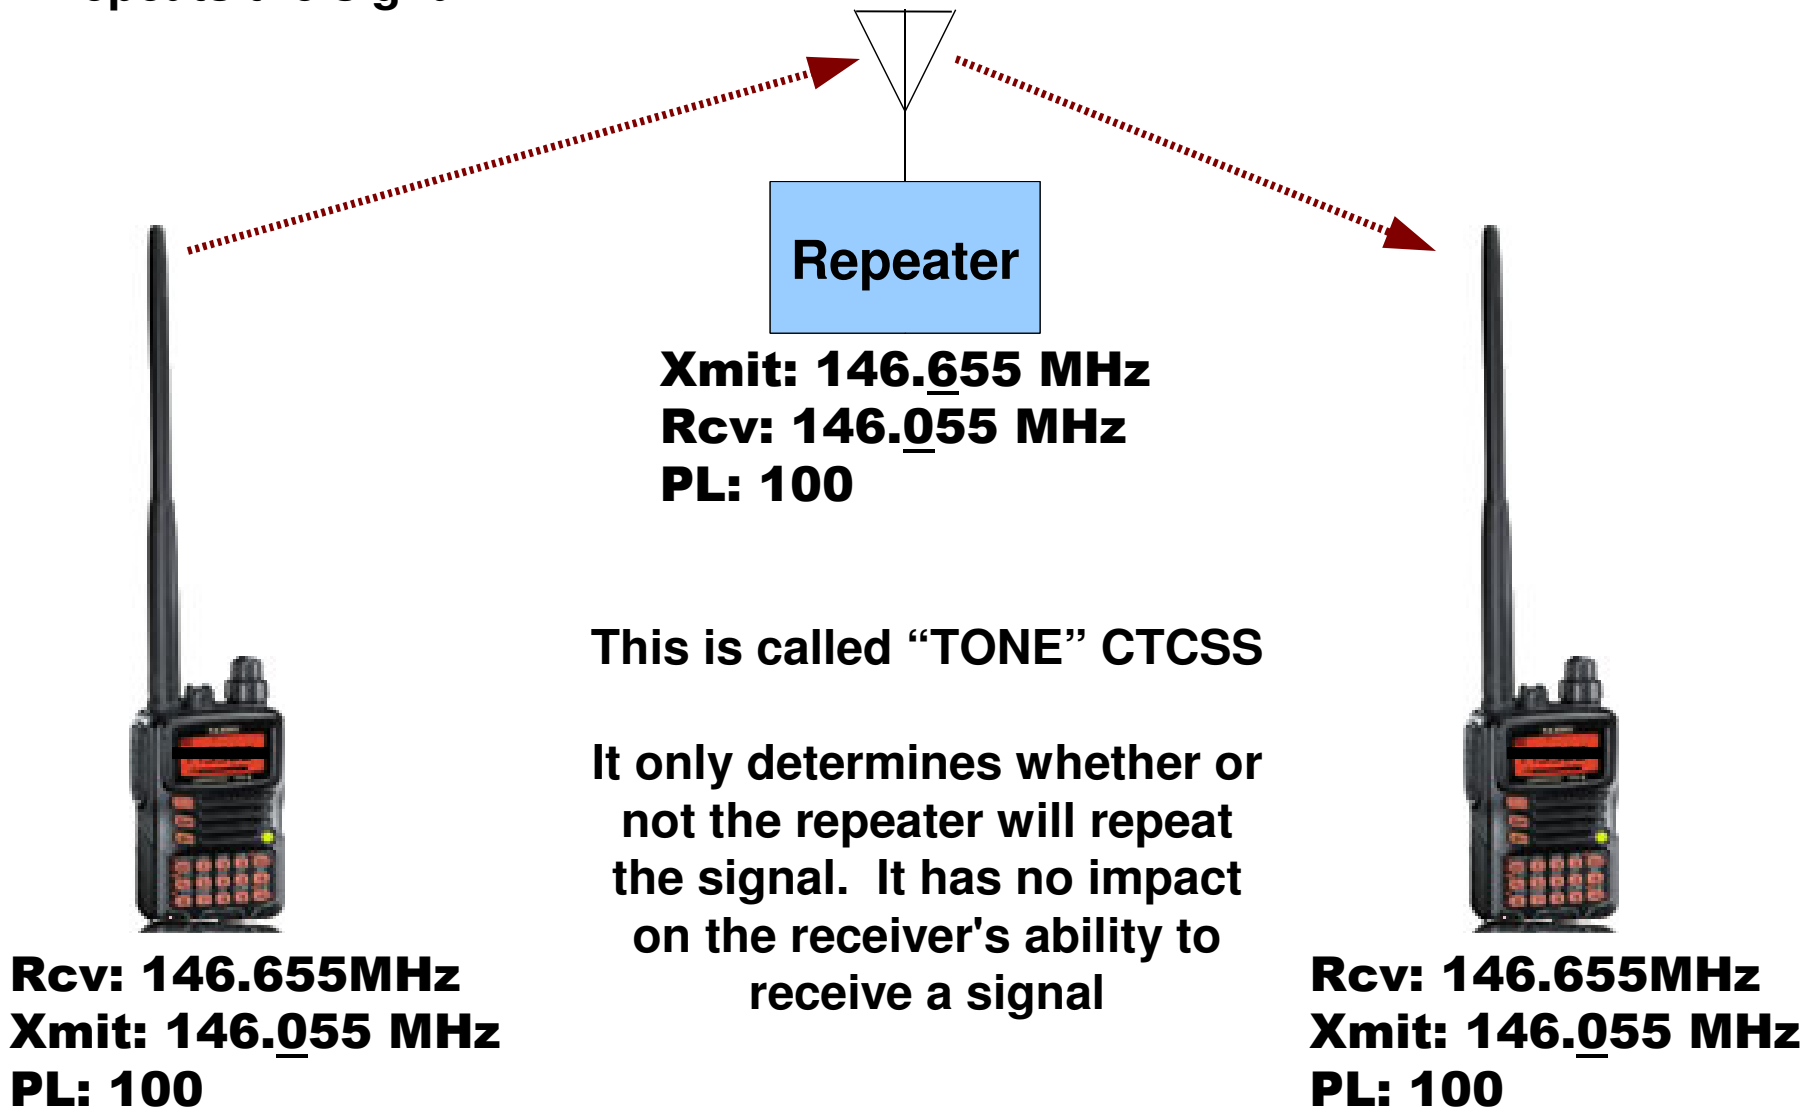 the sign
Repeater
Xmit: 146.655 MHz
Rcv: 146.055 MHz
PL: 100
This is called “TONE” CTCSS
It only determines whether or
not the repeater will repeat
the signal.  It has no impact
on the receiver's ability to
receive a signal
Rcv: 146.655MHz
Xmit: 146.055 MHz
PL: 100
Rcv: 146.655MHz
Xmit: 146.055 MHz
PL: 100